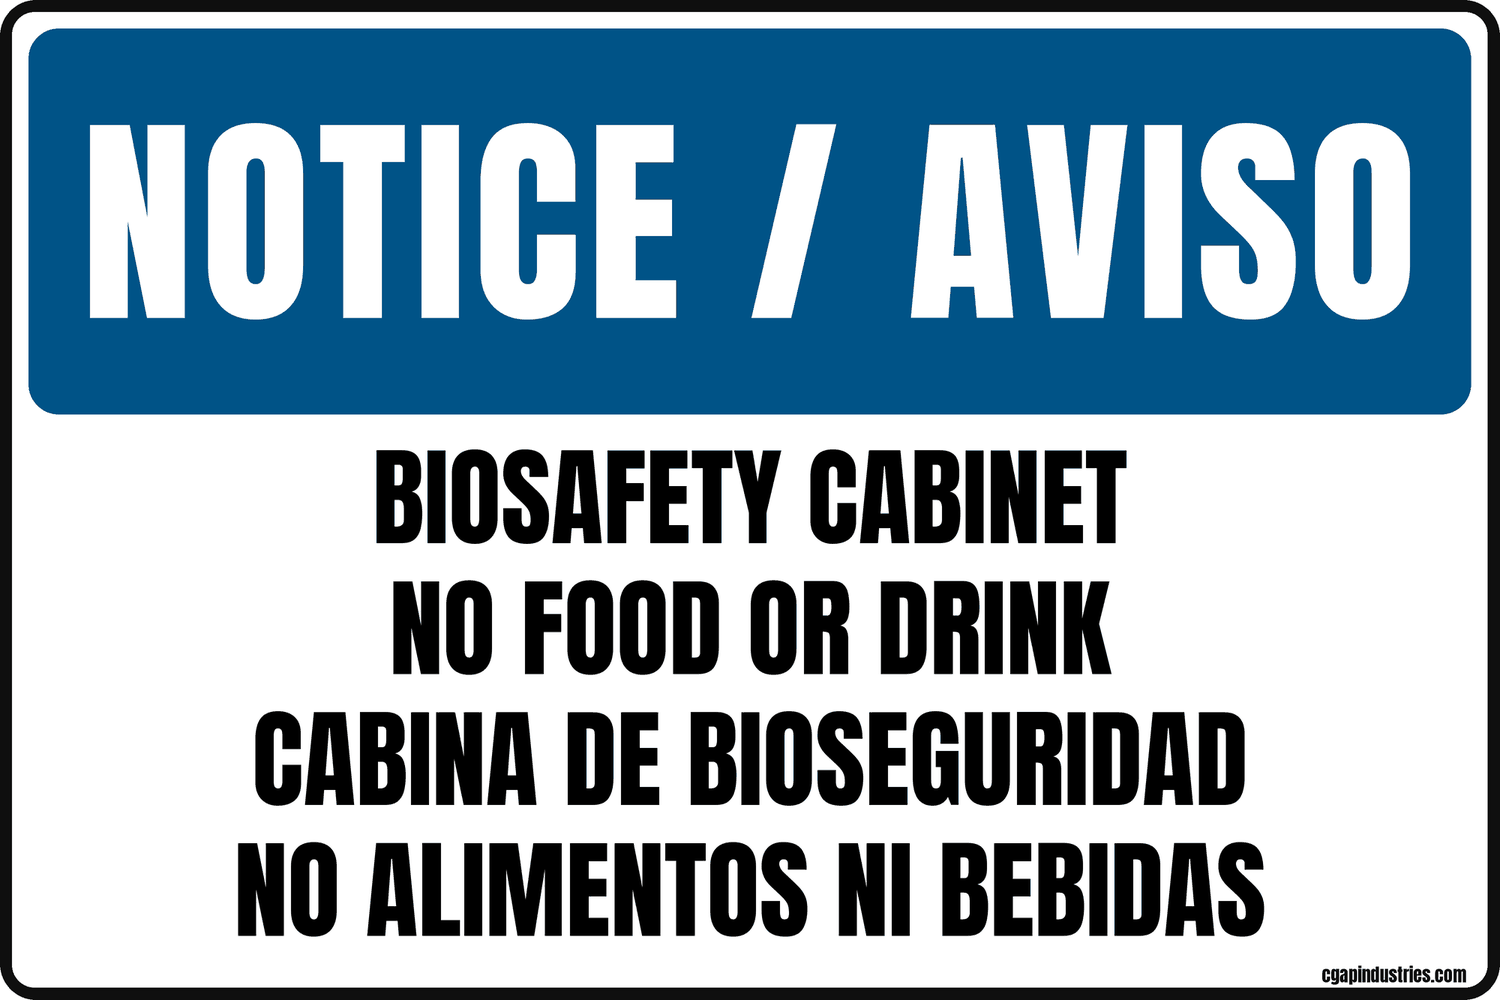 NOTICE / AVISO
BIOSAFETY CABINET
NO FOOD OR DRINK
CABINA DE BIOSEGURIDAD
NO ALIMENTOS NI BEBIDAS
cgapindustries.com